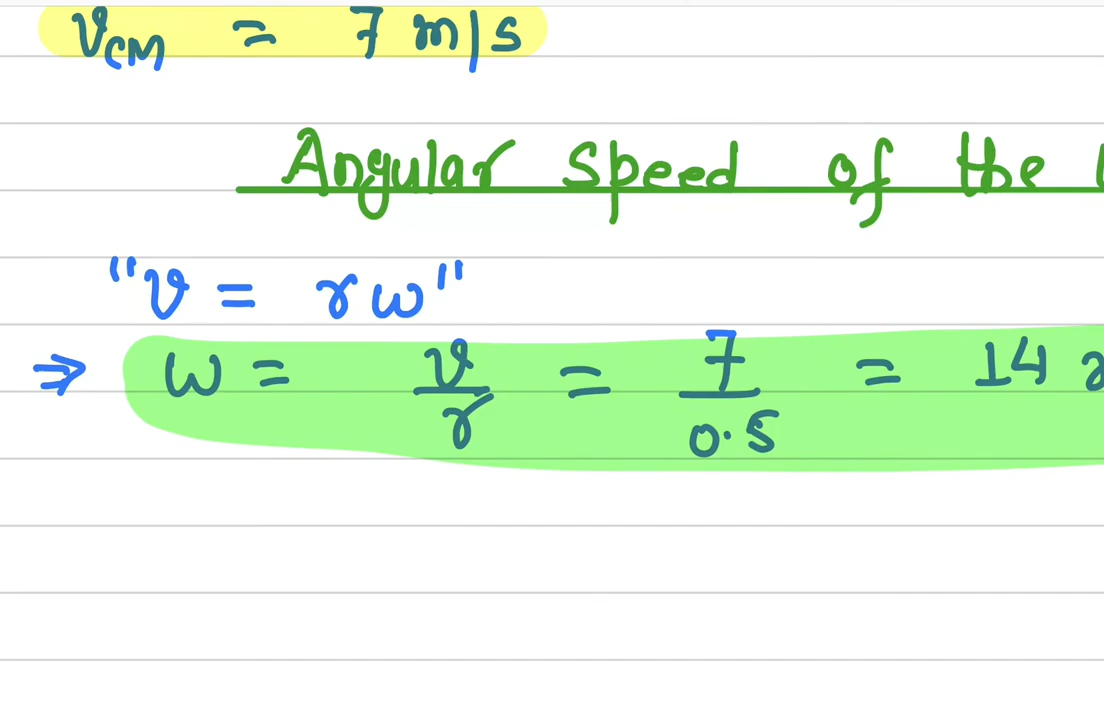 v_CM = 7 m/s
Angular speed of the
"v = rω"
⇒ ω = v/r = 7/0.5 = 14